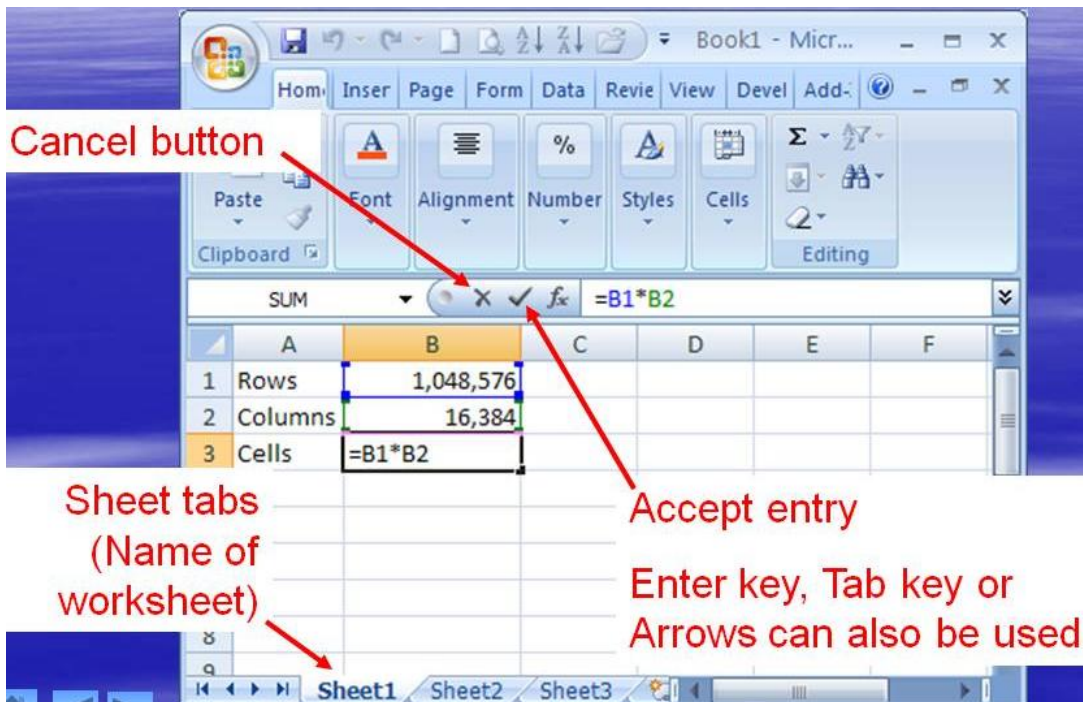 Book1 - Micr...
Hom Inser Page Form Data Revie View Devel Add-
Cancel button
Σ
A Z
%
Paste Font Alignment Number Styles Cells
Clipboard Editing
SUM fx =B1*B2
A B C D E F
1 Rows 1,048,576
2 Columns 16,384
3 Cells =B1*B2
Sheet tabs
(Name of
worksheet)
Accept entry
Enter key, Tab key or
Arrows can also be used
8
9
Sheet1 Sheet2 Sheet3